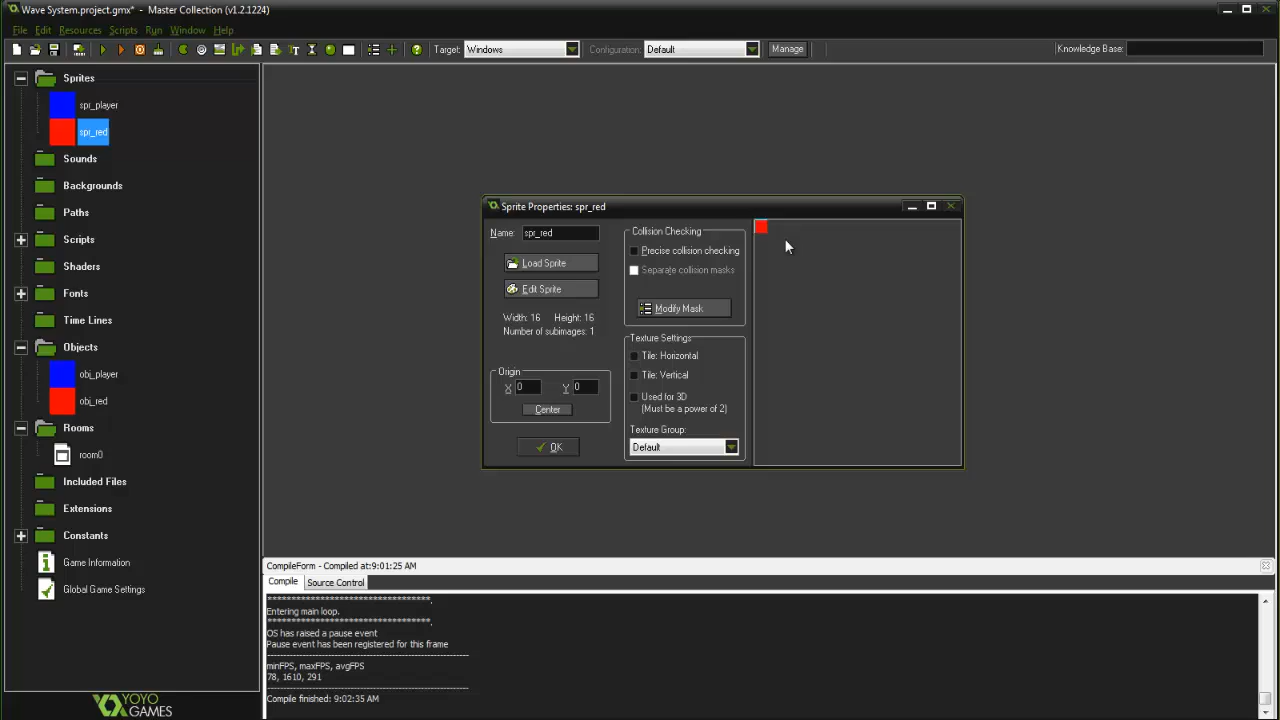 Wave System.project.gmx* - Master Collection (v1.2.1224)
File Edit Resources Scripts Run Window Help
Target: Windows Configuration: Default Manage Knowledge Base:
Sprites
spr_player
spr_red
Sounds
Backgrounds
Paths
Scripts
Shaders
Fonts
Time Lines
Objects
obj_player
obj_red
Rooms
room0
Included Files
Extensions
Constants
Game Information
Global Game Settings
YOYO
GAMES
Sprite Properties: spr_red
Name: spr_red
Load Sprite
Edit Sprite
Width: 16 Height: 16
Number of subimages: 1
Origin
X 0 Y 0
Center
OK
Collision Checking
Precise collision checking
Separate collision masks
Modify Mask
Texture Settings
Tile: Horizontal
Tile: Vertical
Used for 3D
(Must be a power of 2)
Texture Group:
Default
CompileForm - Compiled at:9:01:25 AM
Compile Source Control
Entering main loop.
OS has raised a pause event
Pause event has been registered for this frame
minFPS, maxFPS, avgFPS
78, 1610, 291
Compile finished: 9:02:35 AM